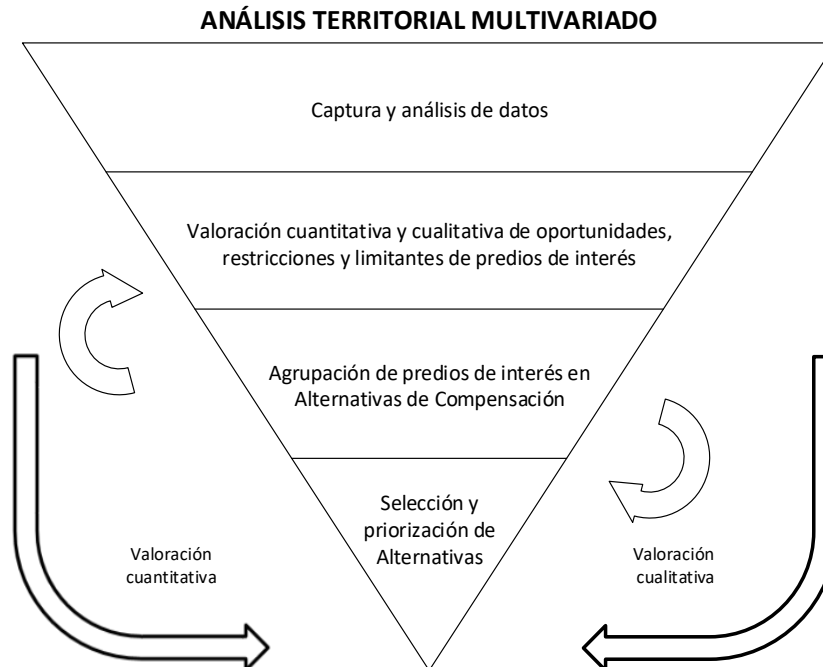 ANÁLISIS TERRITORIAL MULTIVARIADO
Captura y análisis de datos
Valoración cuantitativa y cualitativa de oportunidades,
restricciones y limitantes de predios de interés
Agrupación de predios de interés en
Alternativas de Compensación
Selección y
priorización de
Alternativas
Valoración
cuantitativa
Valoración
cualitativa